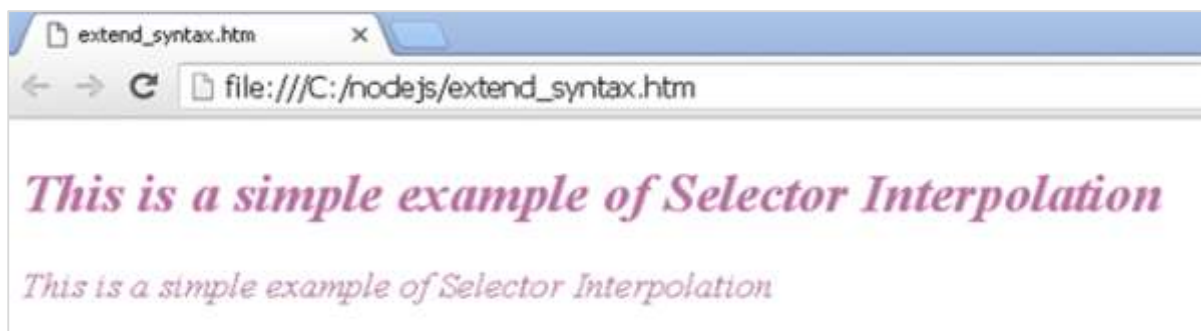 extend_syntax.htm
file:///C:/nodejs/extend_syntax.htm
This is a simple example of Selector Interpolation
This is a simple example of Selector Interpolation